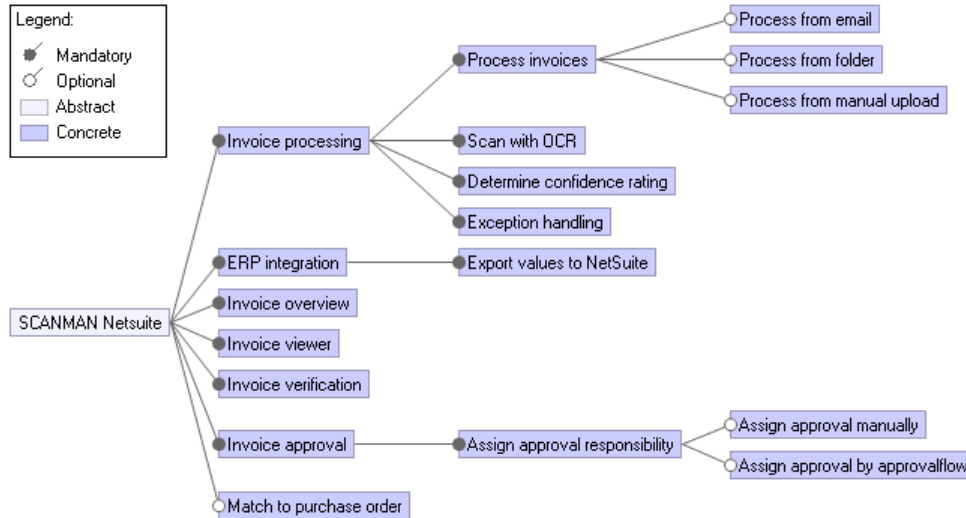 Legend:
Mandatory
Optional
Abstract
Concrete
Process from email
Process invoices
Process from folder
Process from manual upload
Invoice processing
Scan with OCR
Determine confidence rating
Exception handling
ERP integration
Export values to NetSuite
Invoice overview
SCANMAN Netsuite
Invoice viewer
Invoice verification
Assign approval manually
Invoice approval
Assign approval responsibility
Assign approval by approvalflow
Match to purchase order